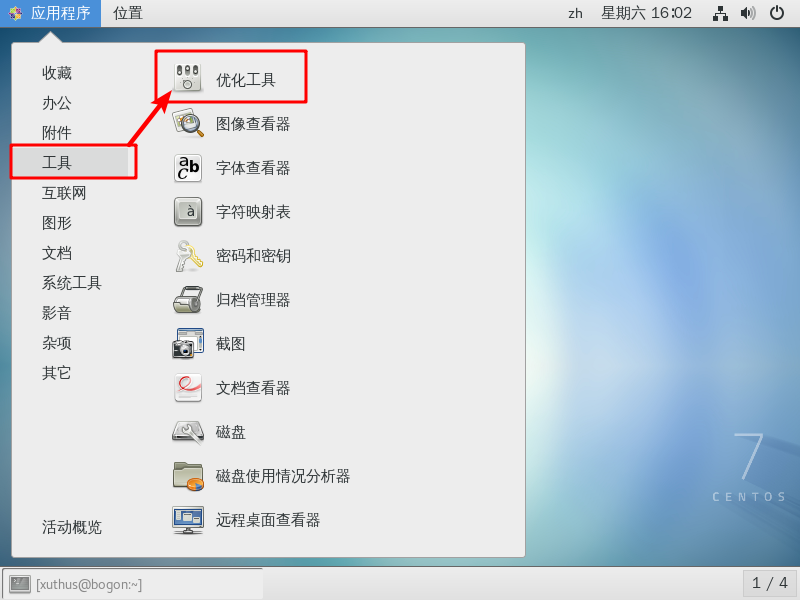 应用程序 位置 zh 星期六 16:02
收藏
办公
附件
工具
互联网
图形
文档
系统工具
影音
杂项
其它
活动概览
优化工具
图像查看器
字体查看器
字符映射表
密码和密钥
归档管理器
截图
文档查看器
磁盘
磁盘使用情况分析器
远程桌面查看器
abc
à
7
CENTOS
[xuthus@bogon:~]
1 / 4